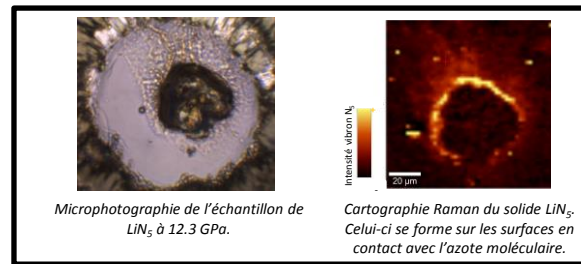 Intensité vibron N5
20 µm
Microphotographie de l'échantillon de
LiN5 à 12.3 GPa.
Cartographie Raman du solide LiN5.
Celui-ci se forme sur les surfaces en
contact avec l'azote moléculaire.